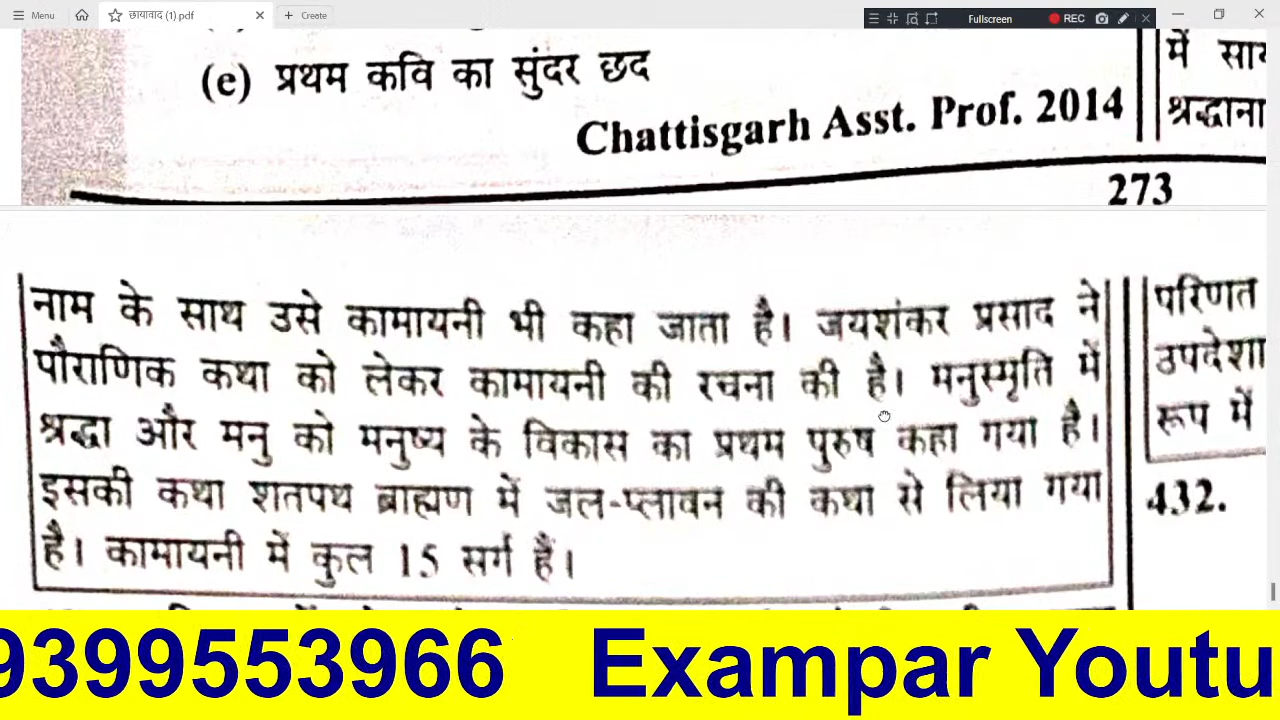 Menu
छायावाद (1).pdf
Create
Fullscreen
REC
(e) प्रथम कवि का सुंदर छद
Chattisgarh Asst. Prof. 2014
में
273
नाम के साथ उसे कामायनी भी कहा जाता है। जयशंकर प्रसाद ने
पौराणिक कथा को लेकर कामायनी की रचना की है। मनुस्मृति में
श्रद्धा और मनु को मनुष्य के विकास का प्रथम पुरुष कहा गया है।
इसकी कथा शतपथ ब्राह्मण में जल-प्लावन की कथा से लिया गया
है। कामायनी में कुल 15 सर्ग हैं।
परिणत
रूप में
432.
9399553966 Exampar Youtu